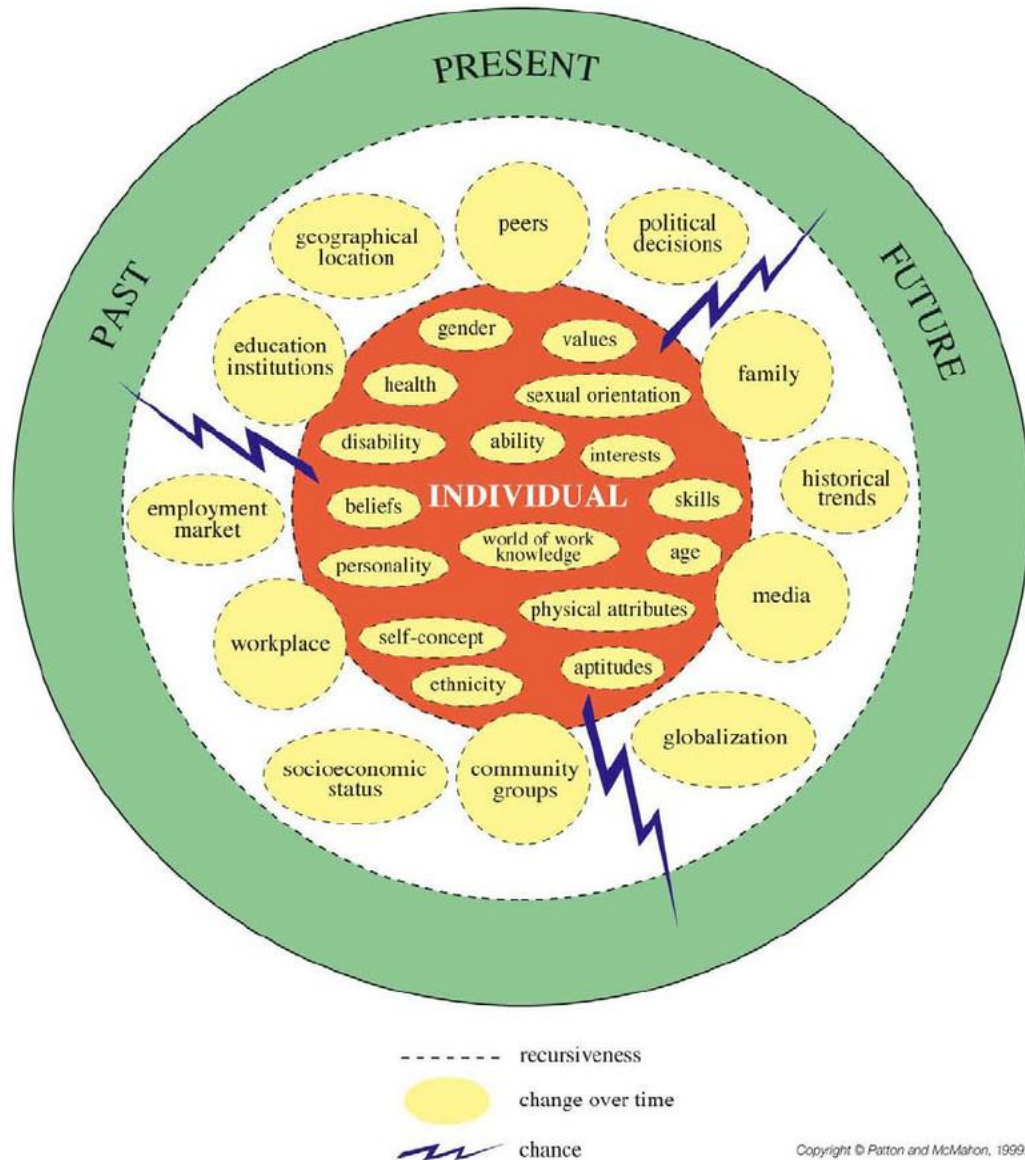 PRESENT
PAST
FUTURE
peers
political
decisions
geographical
location
education
institutions
family
gender
values
health
sexual orientation
disability
ability
interests
historical
trends
employment
market
beliefs
INDIVIDUAL
skills
world of work
knowledge
age
personality
media
physical attributes
workplace
self-concept
aptitudes
ethnicity
globalization
socioeconomic
status
community
groups
recursiveness
change over time
chance
Copyright © Patton and McMahon, 1999.